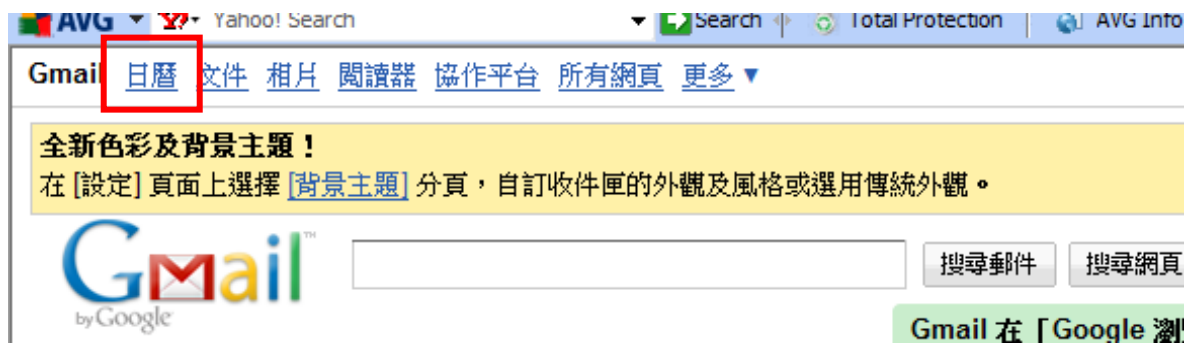 AVG Yahoo! Search Search Total Protection AVG Info
Gmail 日曆 文件 相片 閱讀器 協作平台 所有網頁 更多 ▼
全新色彩及背景主題！
在 [設定] 頁面上選擇 [背景主題] 分頁，自訂收件匣的外觀及風格或選用傳統外觀。
Gmail™ 搜尋郵件 搜尋網頁
by Google
Gmail 在「Google 瀏